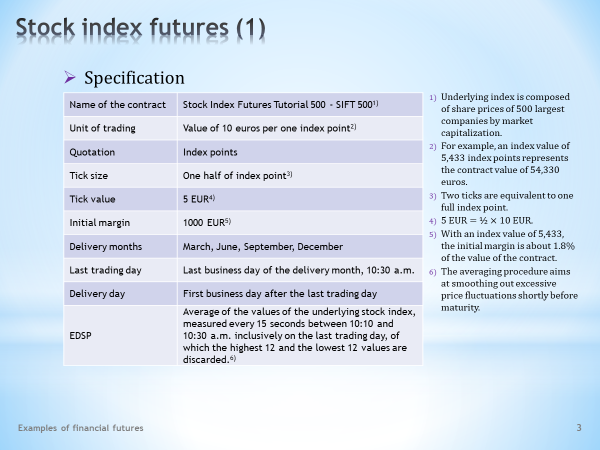 Stock index futures (1)
➢ Specification
Name of the contract Stock Index Futures Tutorial 500 - SIFT 500¹⁾
Unit of trading Value of 10 euros per one index point²⁾
Quotation Index points
Tick size One half of index point³⁾
Tick value 5 EUR⁴⁾
Initial margin 1000 EUR⁵⁾
Delivery months March, June, September, December
Last trading day Last business day of the delivery month, 10:30 a.m.
Delivery day First business day after the last trading day
EDSP
Average of the values of the underlying stock index,
measured every 15 seconds between 10:10 and
10:30 a.m. inclusively on the last trading day, of
which the highest 12 and the lowest 12 values are
discarded.⁶⁾
1) Underlying index is composed
of share prices of 500 largest
companies by market
capitalization.
2) For example, an index value of
5,433 index points represents
the contract value of 54,330
euros.
3) Two ticks are equivalent to one
full index point.
4) 5 EUR = ½ × 10 EUR.
5) With an index value of 5,433,
the initial margin is about 1.8%
of the value of the contract.
6) The averaging procedure aims
at smoothing out excessive
price fluctuations shortly before
maturity.
Examples of financial futures
3